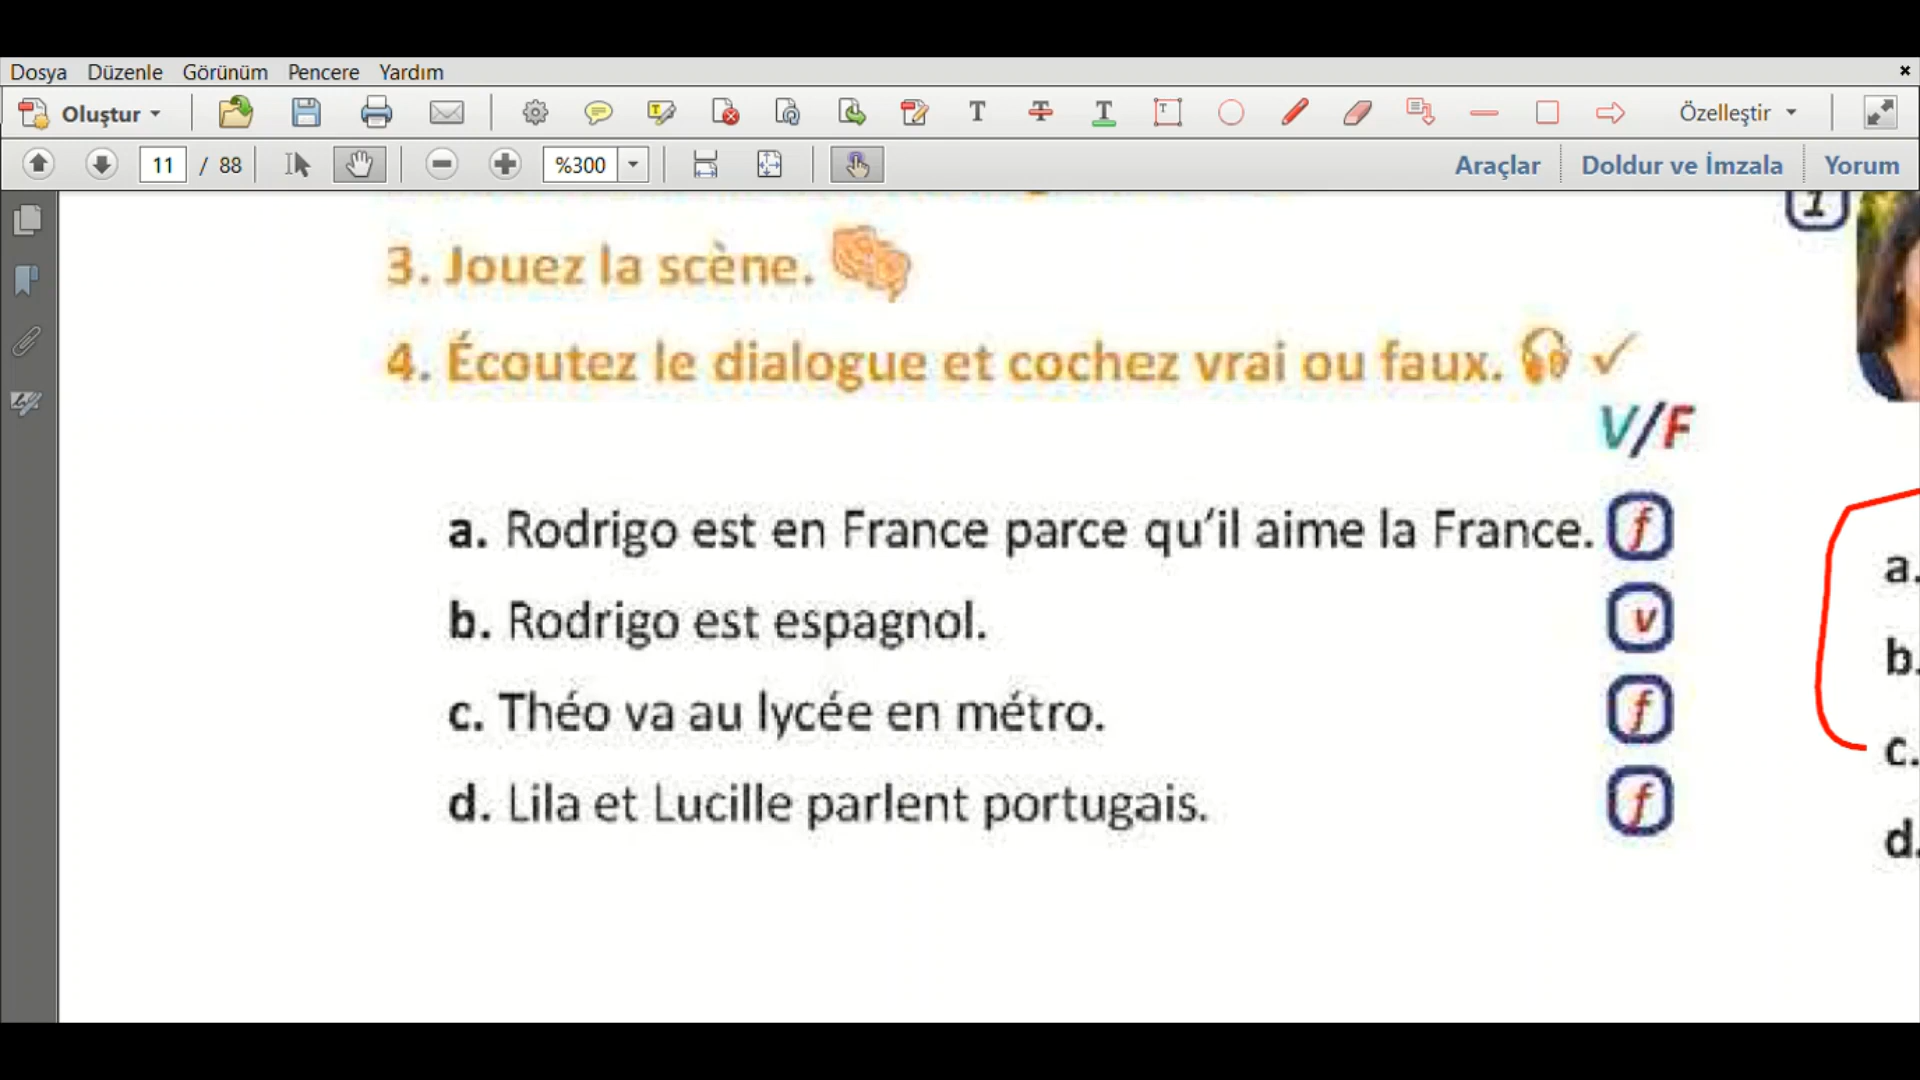 Dosya Düzenle Görünüm Pencere Yardım
Oluştur Özelleştir
11 / 88 %300 Araçlar Doldur ve İmzala Yorum
1
3. Jouez la scène.
4. Écoutez le dialogue et cochez vrai ou faux.
V/F
a. Rodrigo est en France parce qu'il aime la France. f
b. Rodrigo est espagnol. v
c. Théo va au lycée en métro. f
d. Lila et Lucille parlent portugais. f
a.
b.
c.
d.